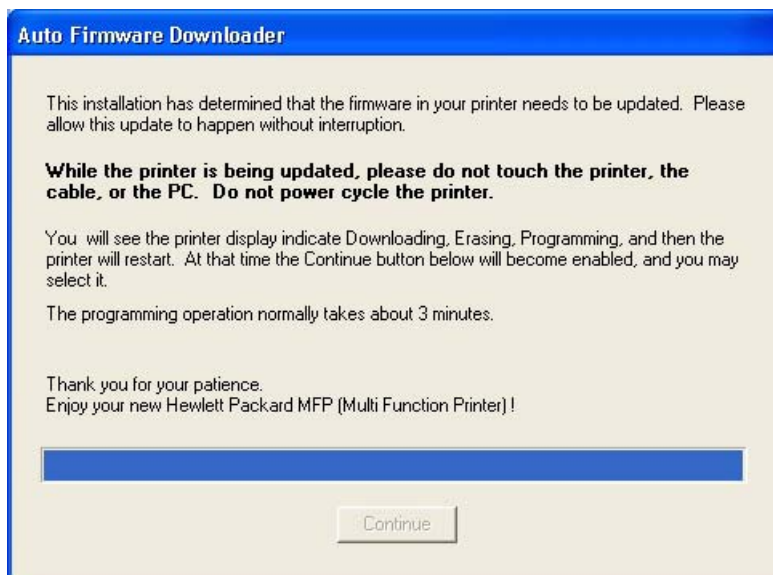 Auto Firmware Downloader
This installation has determined that the firmware in your printer needs to be updated.  Please
allow this update to happen without interruption.
While the printer is being updated, please do not touch the printer, the
cable, or the PC.  Do not power cycle the printer.
You  will see the printer display indicate Downloading, Erasing, Programming, and then the
printer will restart.  At that time the Continue button below will become enabled, and you may
select it.
The programming operation normally takes about 3 minutes.
Thank you for your patience.
Enjoy your new Hewlett Packard MFP (Multi Function Printer) !
Continue